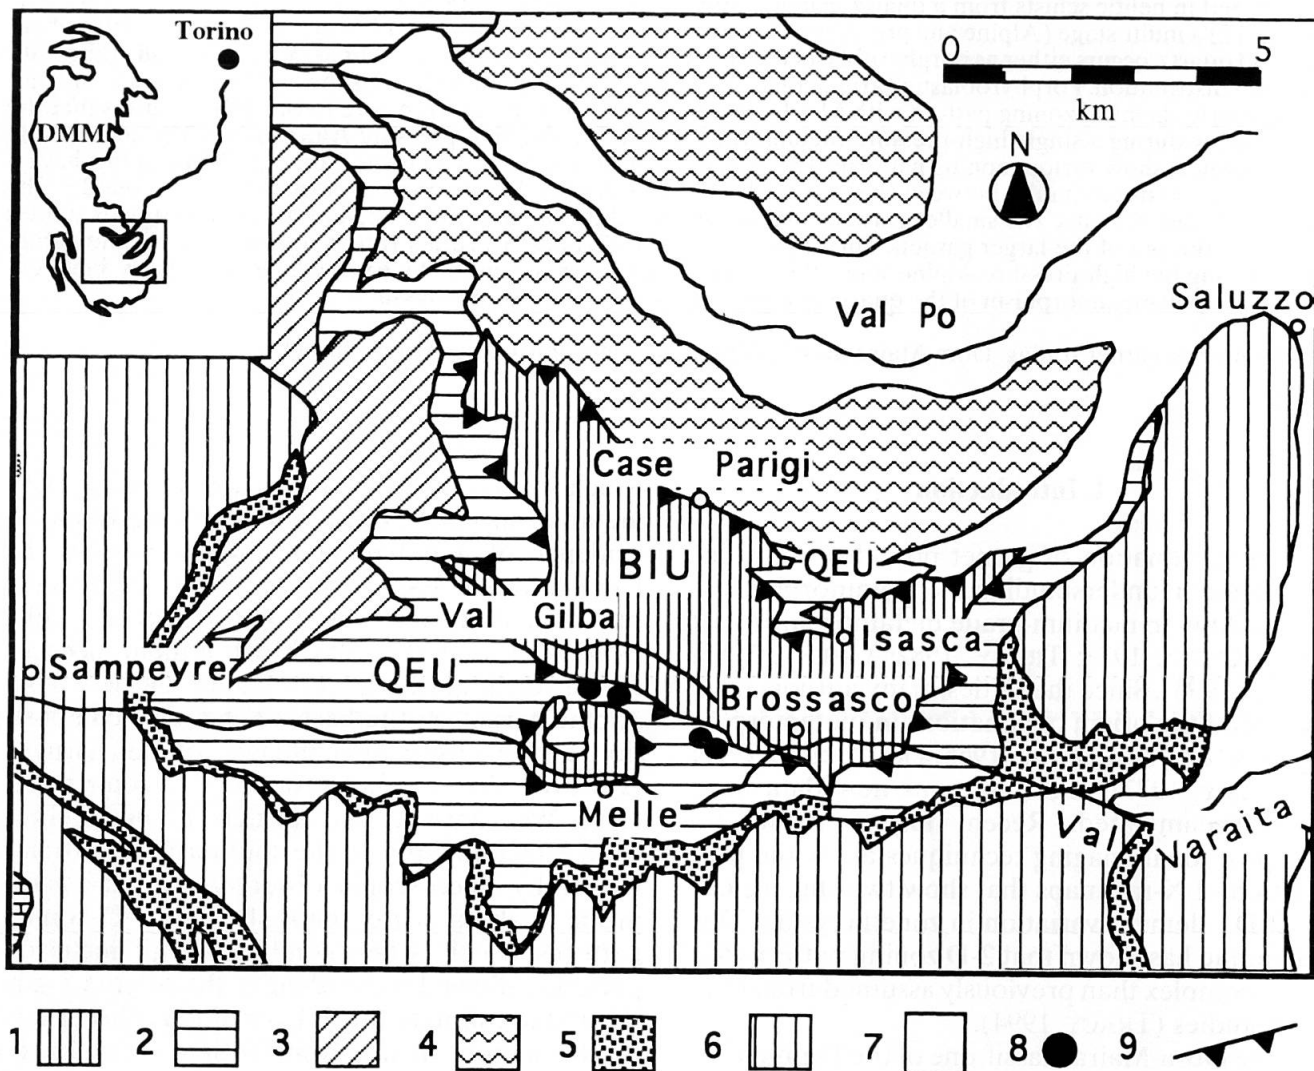 Torino
DMM
0 5
km
N
Saluzzo
Val Po
Case Parigi
BIU
QEU
Val Gilba
Isasca
Sampeyre
QEU
Brossasco
Melle
Val Varaita
1 2 3 4 5 6 7 8 9